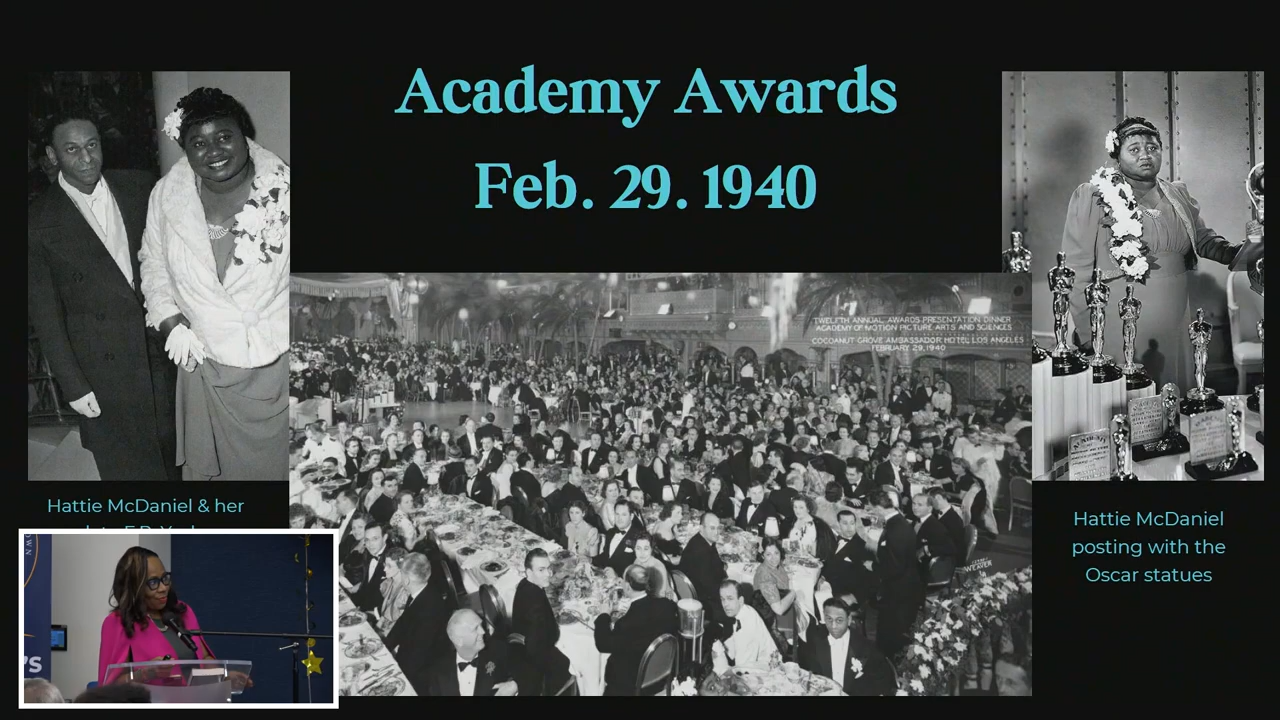 Academy Awards
Feb. 29. 1940
TWELFTH ANNUAL AWARDS PRESENTATION DINNER
ACADEMY OF MOTION PICTURE ARTS AND SCIENCES
COCOANUT GROVE AMBASSADOR HOTEL LOS ANGELES
FEBRUARY 29, 1940
WEAVER
Hattie McDaniel & her
Hattie McDaniel
posting with the
Oscar statues